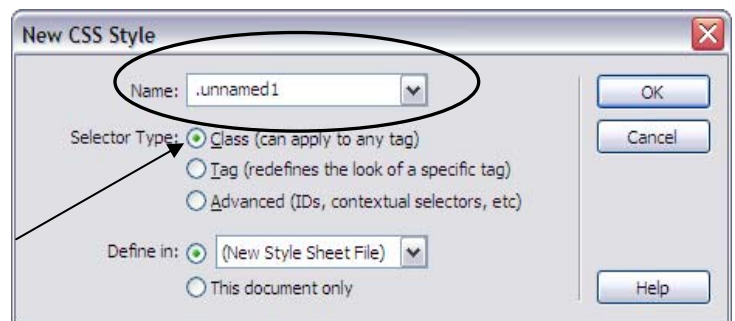 New CSS Style
Name: .unnamed1
OK
Selector Type: Class (can apply to any tag)
Cancel
Tag (redefines the look of a specific tag)
Advanced (IDs, contextual selectors, etc)
Define in: (New Style Sheet File)
This document only
Help